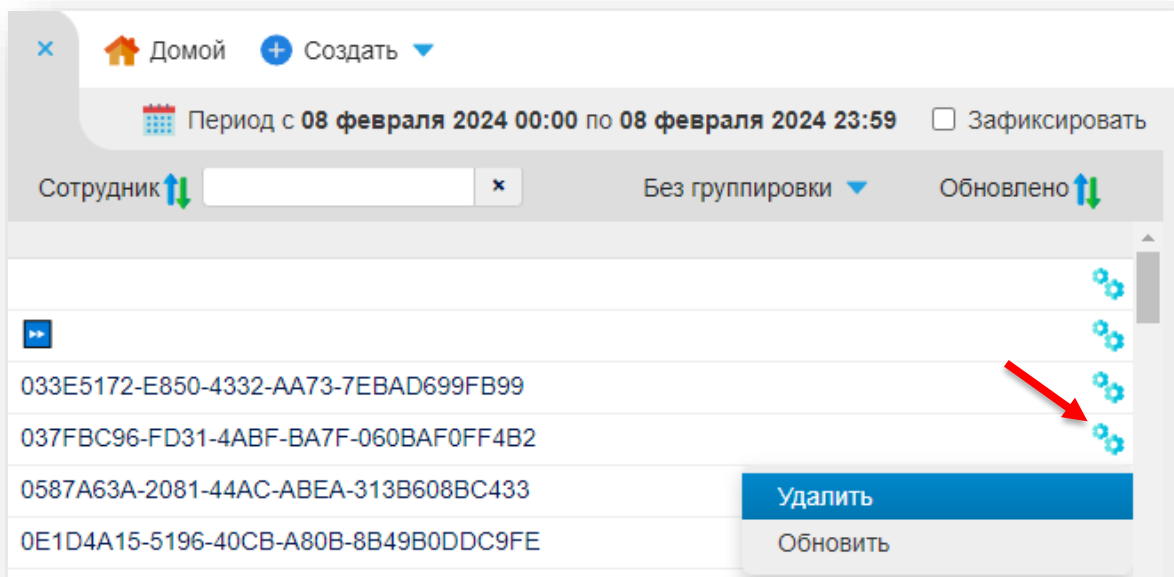 × Домой Создать
Период с 08 февраля 2024 00:00 по 08 февраля 2024 23:59 Зафиксировать
Сотрудник × Без группировки Обновлено
033E5172-E850-4332-AA73-7EBAD699FB99
037FBC96-FD31-4ABF-BA7F-060BAF0FF4B2
0587A63A-2081-44AC-ABEA-313B608BC433
Удалить
0E1D4A15-5196-40CB-A80B-8B49B0DDC9FE
Обновить